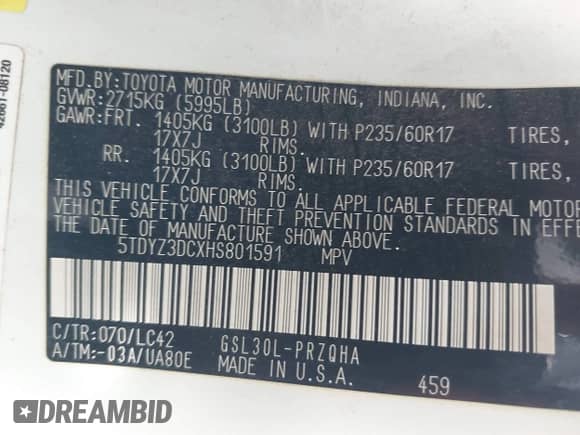 42661-08120
MFD.BY:TOYOTA MOTOR MANUFACTURING, INDIANA, INC.
GVWR:2715KG (5995LB)
GAWR:FRT. 1405KG (3100LB) WITH P235/60R17 TIRES,
17X7J RIMS.
RR. 1405KG (3100LB) WITH P235/60R17 TIRES,
17X7J RIMS.
THIS VEHICLE CONFORMS TO ALL APPLICABLE FEDERAL MOTOR
VEHICLE SAFETY AND THEFT PREVENTION STANDARDS IN EFFE
THE DATE OF MANUFACTURE SHOWN ABOVE.
5TDYZ3DCXHS801591 MPV
C/TR:070/LC42 GSL30L-PRZQHA
A/TM:-03A/UA80E MADE IN U.S.A. 459
DREAMBID